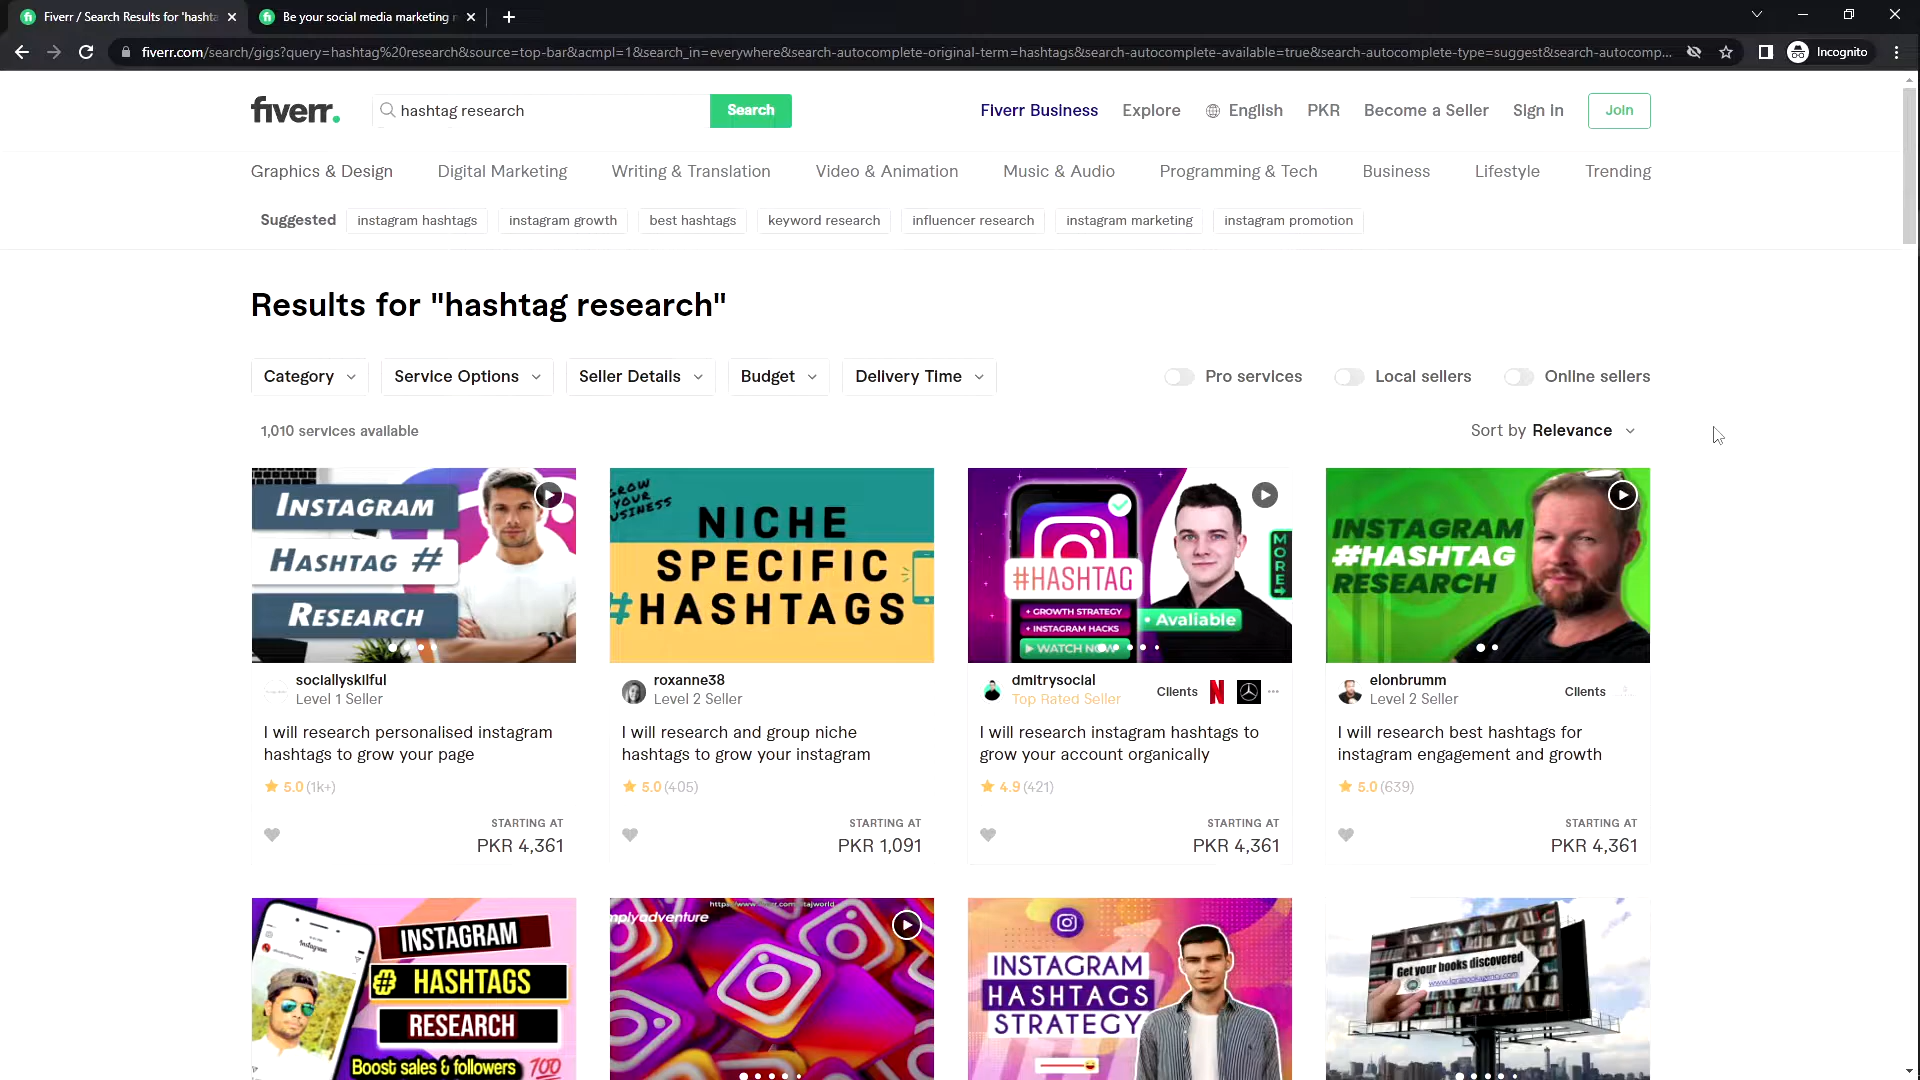 Fiverr / Search Results for 'hashta
Be your social media marketing
fiverr.com/search/gigs?query=hashtag%20research&source=top-bar&acmpl=1&search_in=everywhere&search-autocomplete-original-term=hashtags&search-autocomplete-available=true&search-autocomplete-type=suggest&search-autocomp...
Incognito
fiverr.
hashtag research
Search
Fiverr Business
Explore
English
PKR
Become a Seller
Sign In
Join
Graphics & Design
Digital Marketing
Writing & Translation
Video & Animation
Music & Audio
Programming & Tech
Business
Lifestyle
Trending
Suggested
instagram hashtags
instagram growth
best hashtags
keyword research
influencer research
instagram marketing
instagram promotion
Results for "hashtag research"
Category
Service Options
Seller Details
Budget
Delivery Time
Pro services
Local sellers
Online sellers
1,010 services available
Sort by Relevance
INSTAGRAM
HASHTAG #
RESEARCH
sociallyskilful
Level 1 Seller
I will research personalised instagram
hashtags to grow your page
5.0 (1k+)
STARTING AT
PKR 4,361
GROW
YOUR
BUSINESS
NICHE
SPECIFIC
#HASHTAGS
roxanne38
Level 2 Seller
I will research and group niche
hashtags to grow your instagram
5.0 (405)
STARTING AT
PKR 1,091
#HASHTAG
+ GROWTH STRATEGY
+ INSTAGRAM HACKS
WATCH NOW
• Avaliable
MORE
dmitrysocial
Top Rated Seller
Clients
I will research instagram hashtags to
grow your account organically
4.9 (421)
STARTING AT
PKR 4,361
INSTAGRAM
#HASHTAG
RESEARCH
elonbrumm
Level 2 Seller
Clients
I will research best hashtags for
instagram engagement and growth
5.0 (639)
STARTING AT
PKR 4,361
Instagram
INSTAGRAM
# HASHTAGS
RESEARCH
Boost sales & followers 100
mplyadventure
INSTAGRAM
HASHTAGS
STRATEGY
Get your books discovered